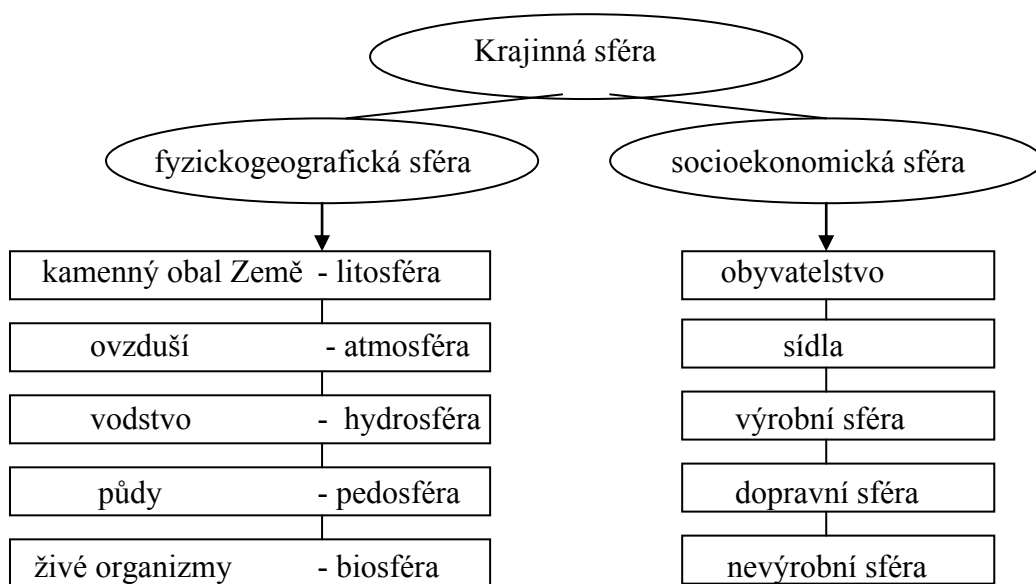 Krajinná sféra
fyzickogeografická sféra
socioekonomická sféra
kamenný obal Země - litosféra
obyvatelstvo
ovzduší - atmosféra
sídla
vodstvo - hydrosféra
výrobní sféra
půdy - pedosféra
dopravní sféra
živé organizmy - biosféra
nevýrobní sféra